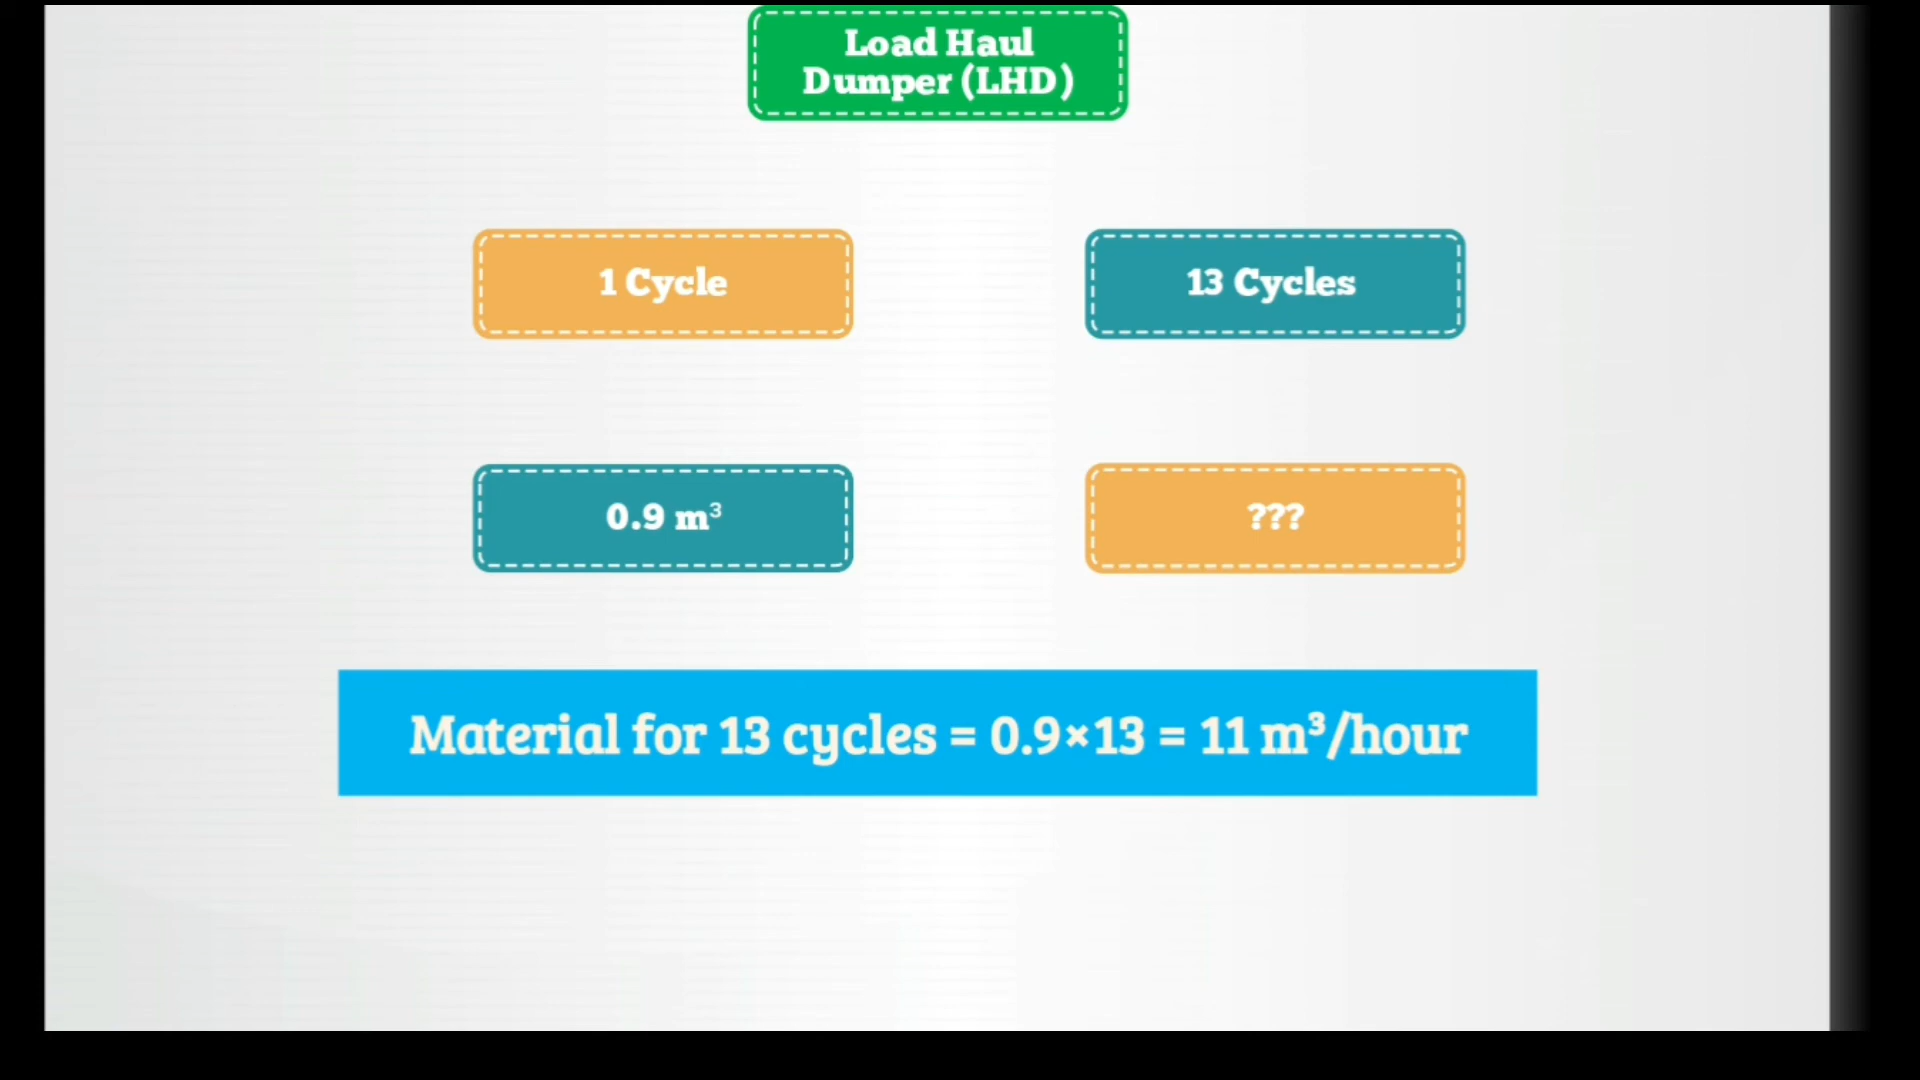 Load Haul
Dumper (LHD)
1 Cycle
13 Cycles
0.9 m³
???
Material for 13 cycles = 0.9×13 = 11 m³/hour